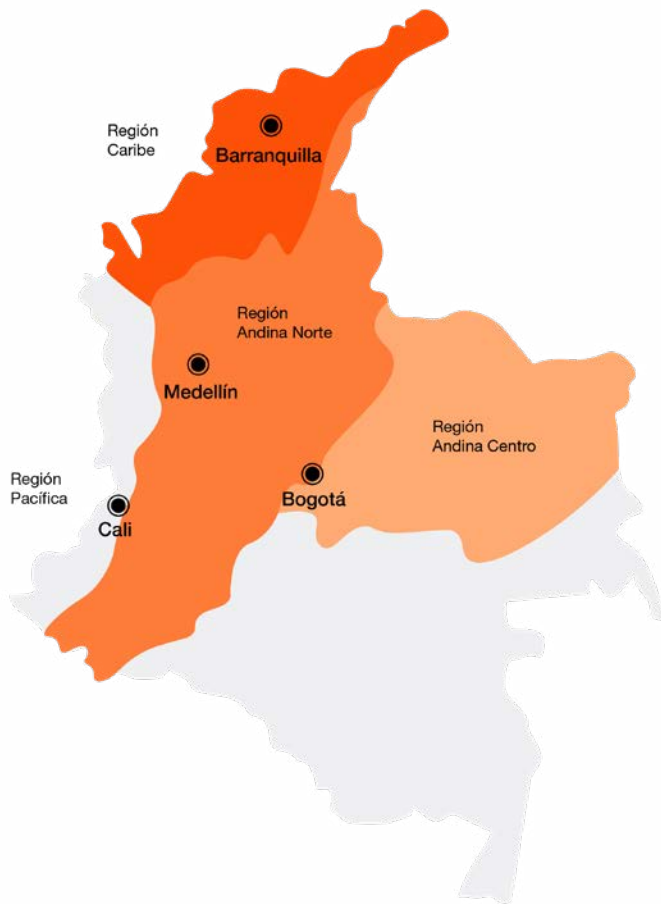 Región
Caribe
Barranquilla
Región
Andina Norte
Medellín
Región
Andina Centro
Región
Pacífica
Bogotá
Cali